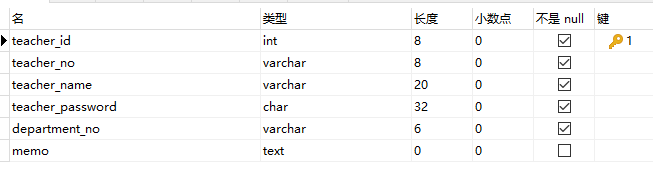 名 类型 长度 小数点 不是 null 键
teacher_id int 8 0 1
teacher_no varchar 8 0
teacher_name varchar 20 0
teacher_password char 32 0
department_no varchar 6 0
memo text 0 0